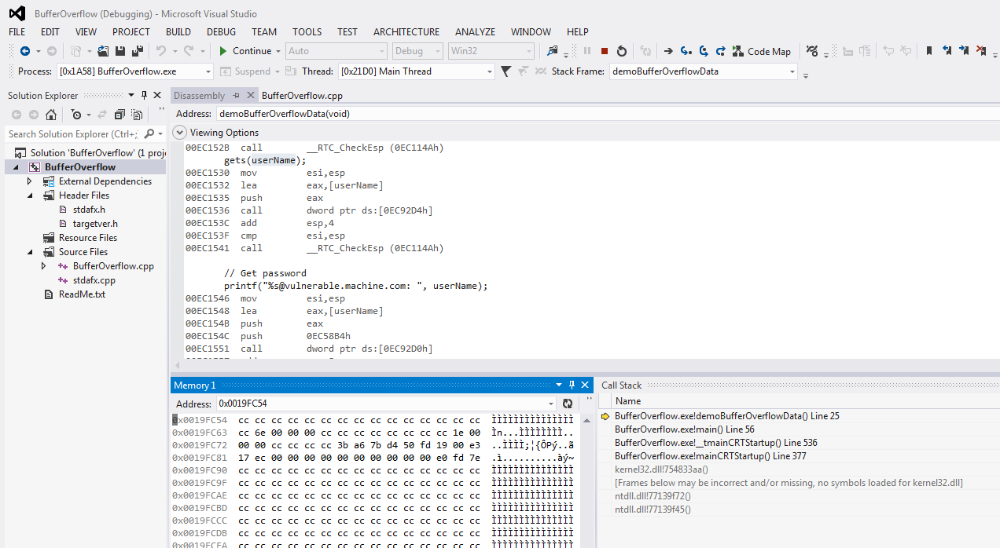 BufferOverflow (Debugging) - Microsoft Visual Studio
FILE EDIT VIEW PROJECT BUILD DEBUG TEAM TOOLS TEST ARCHITECTURE ANALYZE WINDOW HELP
Continue Auto Debug Win32 Code Map
Process: [0x1A58] BufferOverflow.exe Suspend Thread: [0x21D0] Main Thread Stack Frame: demoBufferOverflowData
Solution Explorer
Search Solution Explorer (Ctrl+;
Solution 'BufferOverflow' (1 proj
BufferOverflow
External Dependencies
Header Files
stdafx.h
targetver.h
Resource Files
Source Files
BufferOverflow.cpp
stdafx.cpp
ReadMe.txt
Disassembly BufferOverflow.cpp
Address: demoBufferOverflowData(void)
Viewing Options
00EC152B call __RTC_CheckEsp (0EC114Ah)
gets(userName);
00EC1530 mov esi,esp
00EC1532 lea eax,[userName]
00EC1535 push eax
00EC1536 call dword ptr ds:[0EC92D4h]
00EC153C add esp,4
00EC153F cmp esi,esp
00EC1541 call __RTC_CheckEsp (0EC114Ah)
// Get password
printf("%s@vulnerable.machine.com: ", userName);
00EC1546 mov esi,esp
00EC1548 lea eax,[userName]
00EC154B push eax
00EC154C push 0EC58B4h
00EC1551 call dword ptr ds:[0EC92D0h]
Memory 1
Address: 0x0019FC54
0x0019FC54 cc cc cc cc cc cc cc cc cc cc cc cc cc cc cc ÌÌÌÌÌÌÌÌÌÌÌÌÌÌÌ
0x0019FC63 cc 6e 00 00 00 cc cc cc cc cc cc cc cc 1e 00 Ìn...ÌÌÌÌÌÌÌÌ..
0x0019FC72 00 00 cc cc cc cc 3b a6 7b d4 50 fd 19 00 e3 ..ÌÌÌÌ;¦{ÔPý..ã
0x0019FC81 17 ec 00 00 00 00 00 00 00 00 00 00 e0 fd 7e .ì..........àý~
0x0019FC90 cc cc cc cc cc cc cc cc cc cc cc cc cc cc cc ÌÌÌÌÌÌÌÌÌÌÌÌÌÌÌ
0x0019FC9F cc cc cc cc cc cc cc cc cc cc cc cc cc cc cc ÌÌÌÌÌÌÌÌÌÌÌÌÌÌÌ
0x0019FCAE cc cc cc cc cc cc cc cc cc cc cc cc cc cc cc ÌÌÌÌÌÌÌÌÌÌÌÌÌÌÌ
0x0019FCBD cc cc cc cc cc cc cc cc cc cc cc cc cc cc cc ÌÌÌÌÌÌÌÌÌÌÌÌÌÌÌ
0x0019FCCC cc cc cc cc cc cc cc cc cc cc cc cc cc cc cc ÌÌÌÌÌÌÌÌÌÌÌÌÌÌÌ
0x0019FCDB cc cc cc cc cc cc cc cc cc cc cc cc cc cc cc ÌÌÌÌÌÌÌÌÌÌÌÌÌÌÌ
0x0019FCEA cc cc cc cc cc cc cc cc cc cc cc cc cc cc cc ÌÌÌÌÌÌÌÌÌÌÌÌÌÌÌ
Call Stack
Name
BufferOverflow.exe!demoBufferOverflowData() Line 25
BufferOverflow.exe!main() Line 56
BufferOverflow.exe!__tmainCRTStartup() Line 536
BufferOverflow.exe!mainCRTStartup() Line 377
kernel32.dll!754833aa()
[Frames below may be incorrect and/or missing, no symbols loaded for kernel32.dll]
ntdll.dll!77139f72()
ntdll.dll!77139f45()